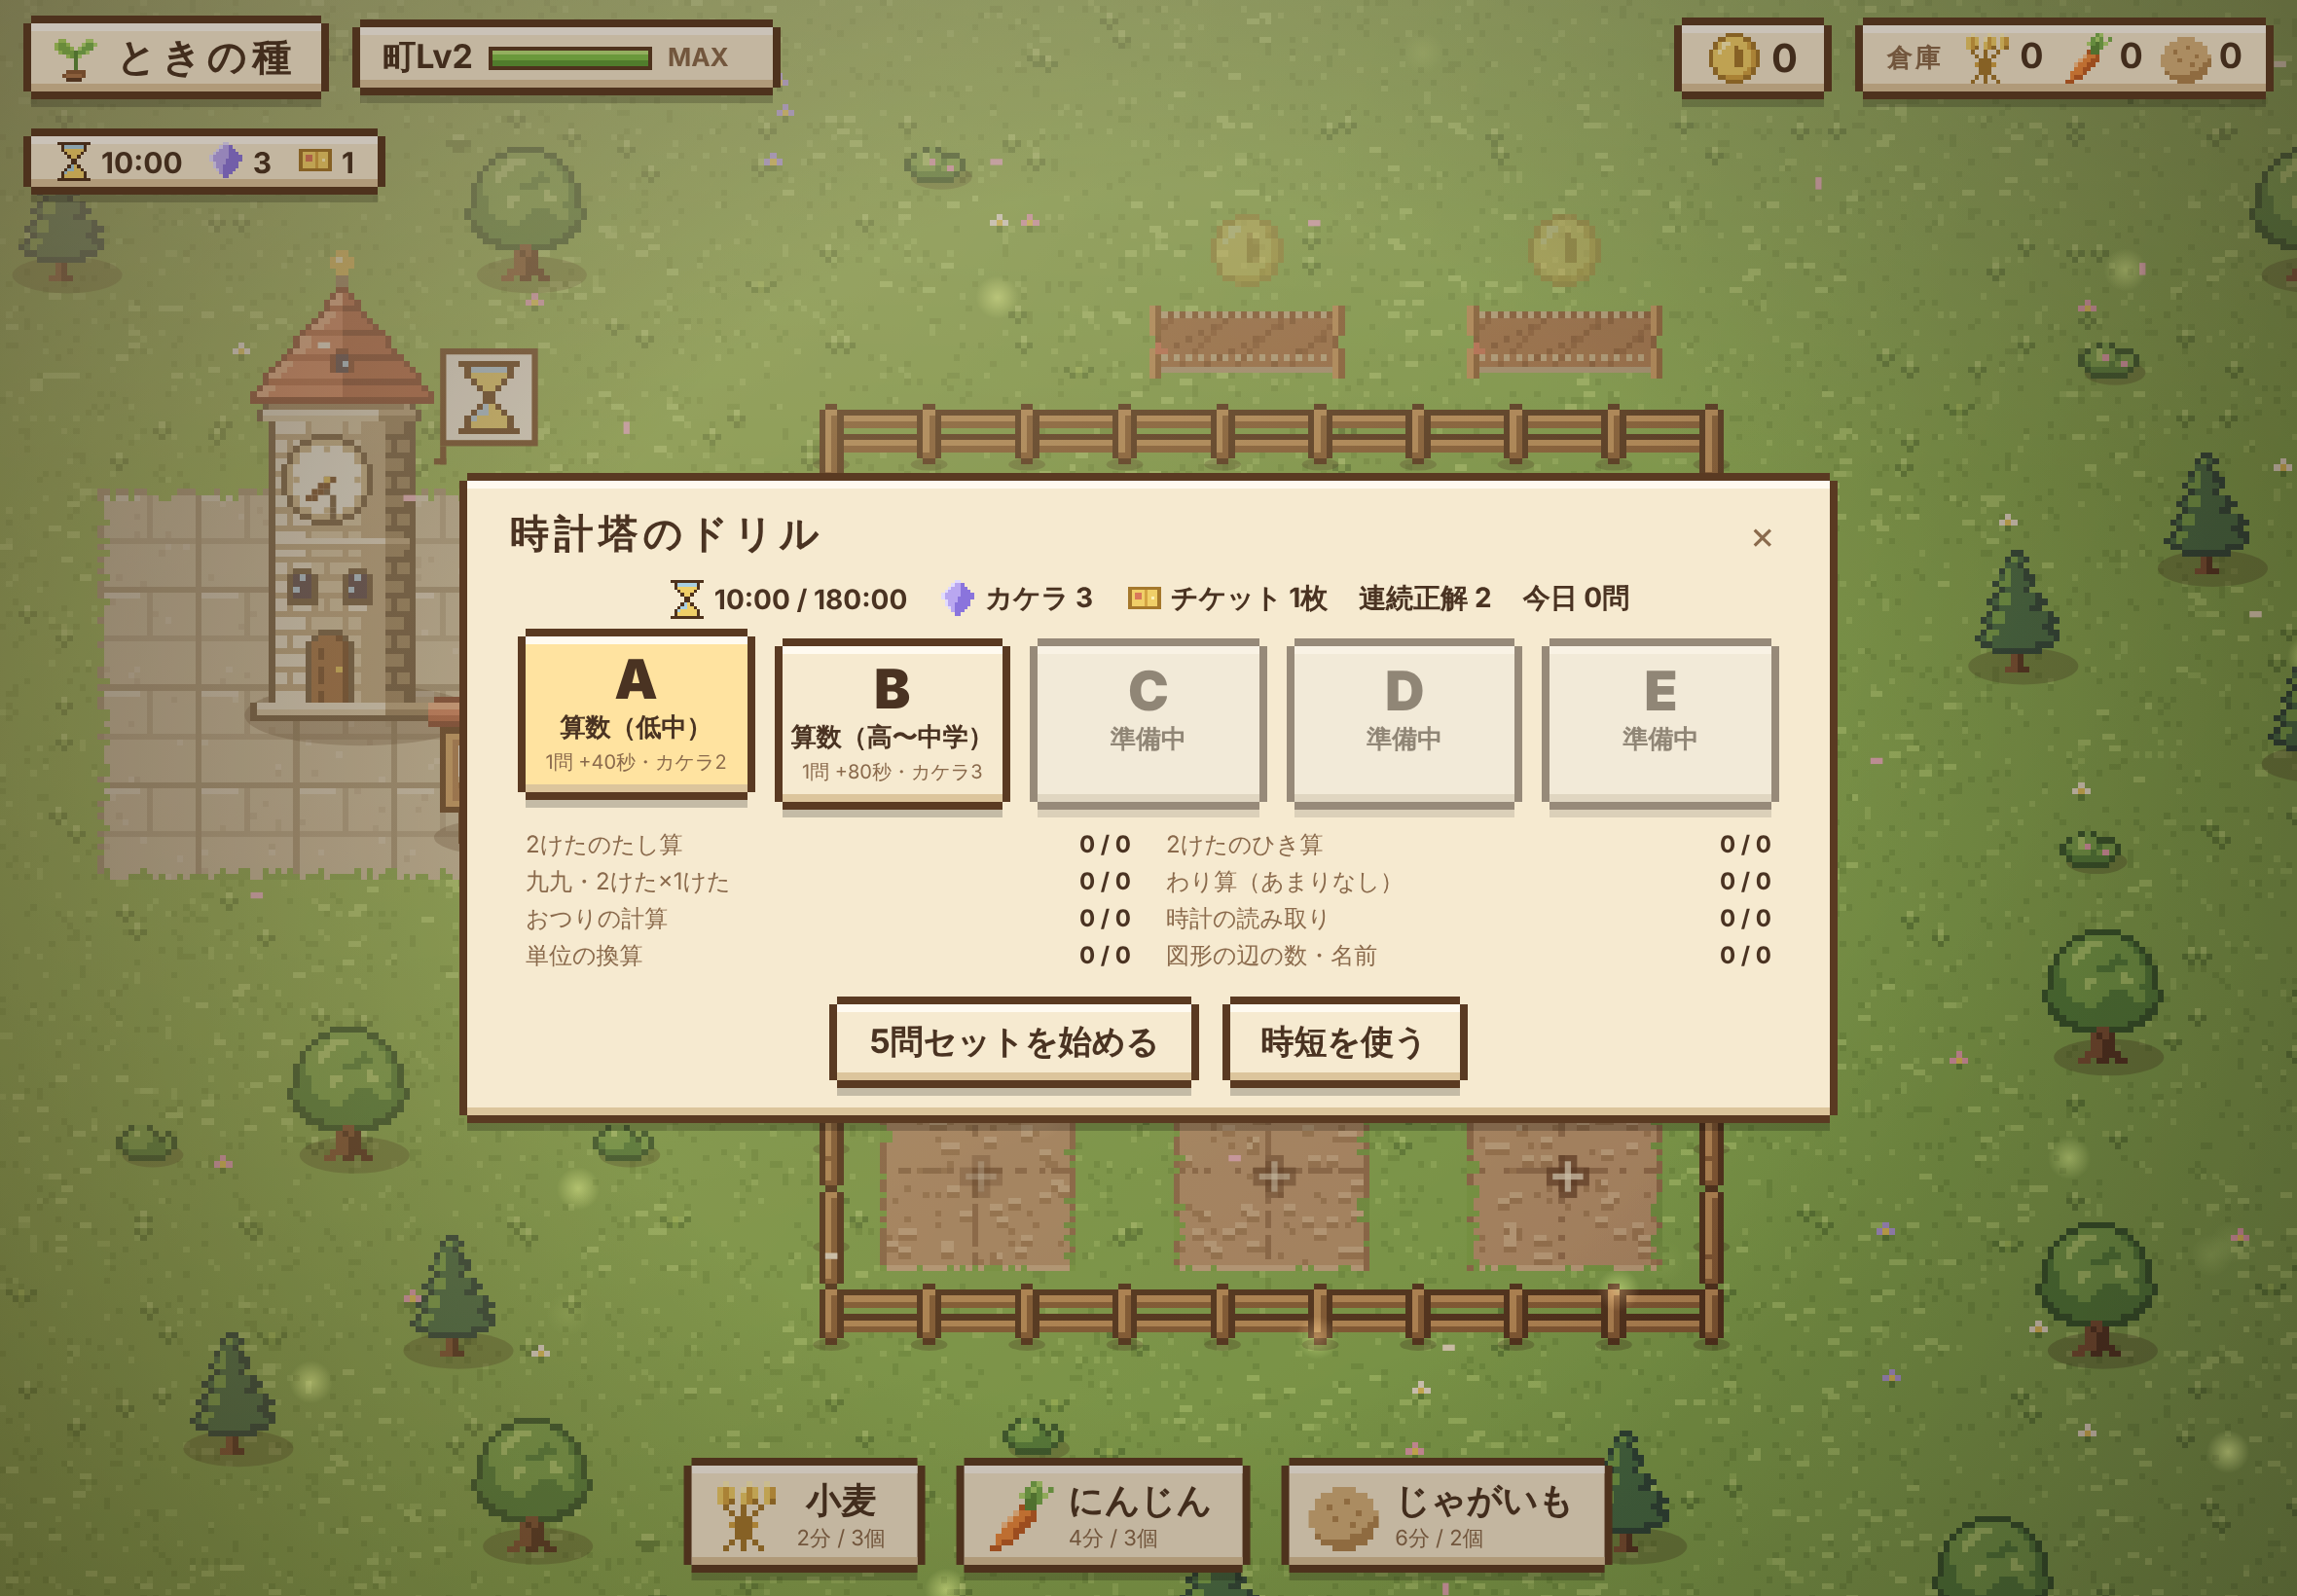 ときの種
町Lv2 MAX
0
倉庫 0 0 0
10:00 3 1
時計塔のドリル
×
10:00 / 180:00 カケラ 3 チケット 1枚 連続正解 2 今日 0問
A
算数（低中）
1問 +40秒・カケラ2
B
算数（高〜中学）
1問 +80秒・カケラ3
C
準備中
D
準備中
E
準備中
2けたのたし算 0 / 0 2けたのひき算 0 / 0
九九・2けた×1けた 0 / 0 わり算（あまりなし） 0 / 0
おつりの計算 0 / 0 時計の読み取り 0 / 0
単位の換算 0 / 0 図形の辺の数・名前 0 / 0
5問セットを始める 時短を使う
小麦
2分 / 3個
にんじん
4分 / 3個
じゃがいも
6分 / 2個